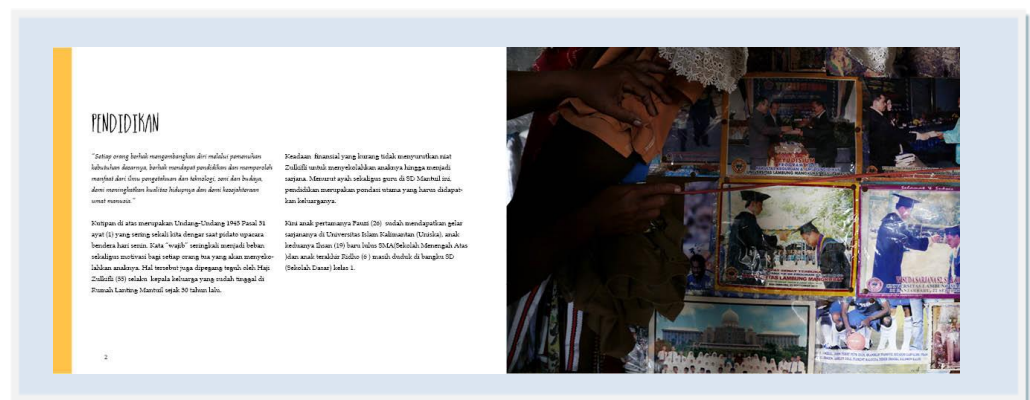 PENDIDIKAN
"Setiap orang berhak mengembangkan diri melalui pemenuhan
kebutuhan dasarnya, berhak mendapat pendidikan dan memperoleh
manfaat dari ilmu pengetahuan dan teknologi, seni dan budaya,
demi meningkatkan kualitas hidupnya dan demi kesejahteraan
umat manusia."
Kutipan di atas merupakan Undang-Undang 1945 Pasal 31
ayat (1) yang sering sekali kita dengar saat pidato upacara
bendera hari senin. Kata "wajib" seringkali menjadi beban
sekaligus motivasi bagi setiap orang tua yang akan menyeko-
lahkan anaknya. Hal tersebut juga dipegang teguh oleh Haji
Zulkifli (55) selaku kepala keluarga yang sudah tinggal di
Rumah Lanting Mantuil sejak 30 tahun lalu.
2
Keadaan finansial yang kurang tidak menyurutkan niat
Zulkifli untuk menyekolahkan anaknya hingga menjadi
sarjana. Menurut ayah sekaligus guru di SD Mantuil ini,
pendidikan merupakan pondasi utama yang harus didapat-
kan keluarganya.
Kini anak pertamanya Fauzi (26) sudah mendapatkan gelar
sarjananya di Universitas Islam Kalimantan (Uniska), anak
keduanya Ihsan (19) baru lulus SMA(Sekolah Menengah Atas
)dan anak terakhir Ridho (6 ) masih duduk di bangku SD
(Sekolah Dasar) kelas 1.
YUDISIUM
UNIVERSITAS LAMBUNG MANGKURAT